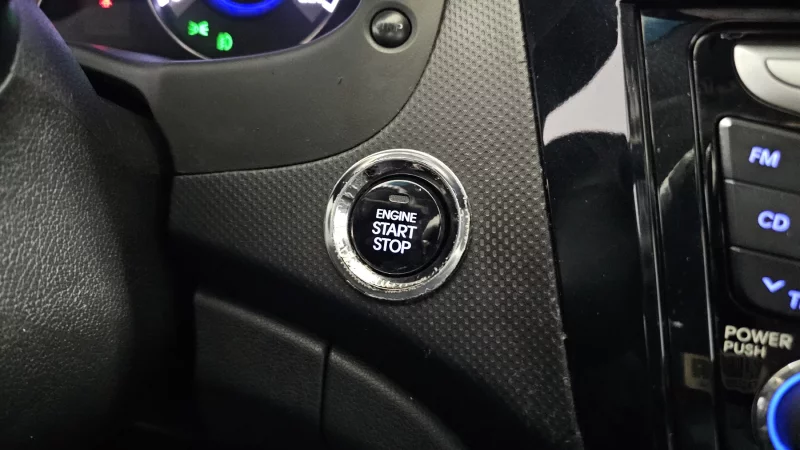 ENGINE
START
STOP
FM
CD
POWER
PUSH